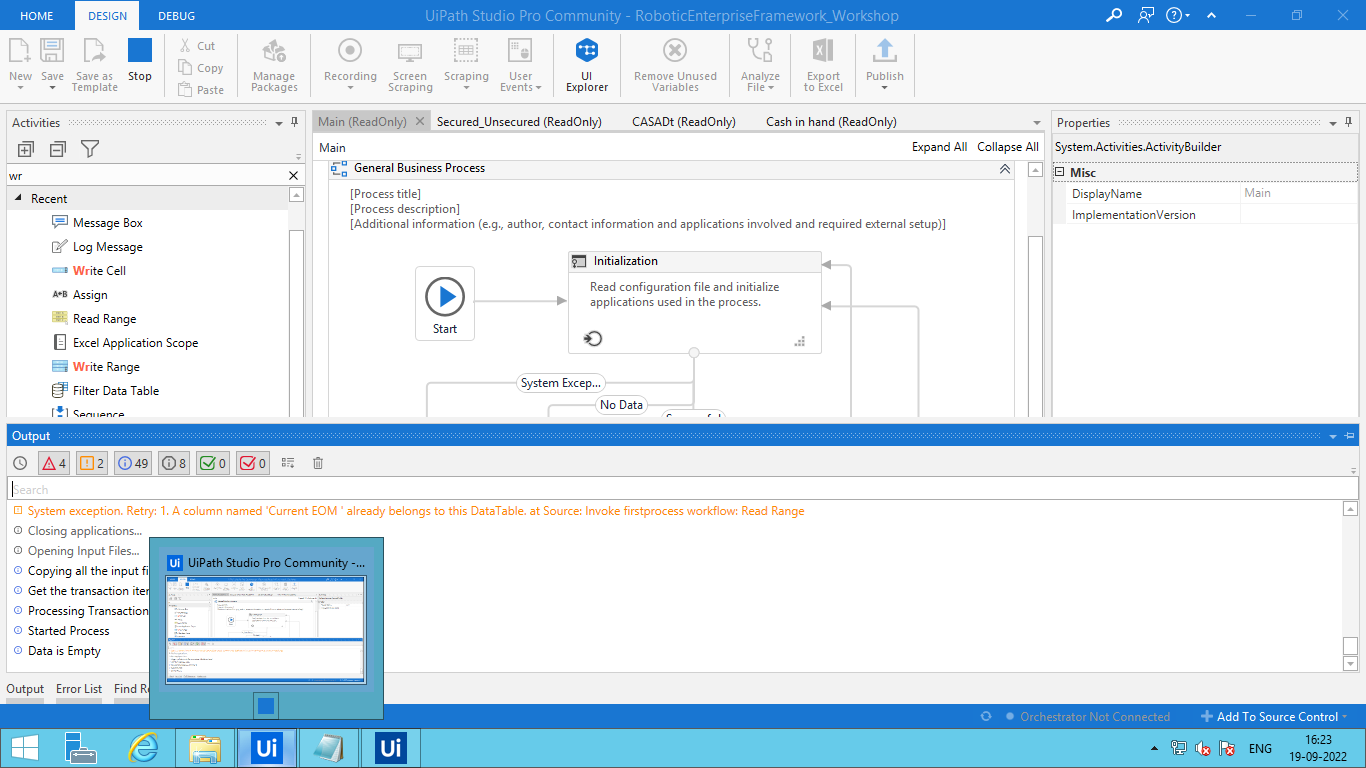 HOME DESIGN DEBUG UiPath Studio Pro Community - RoboticEnterpriseFramework_Workshop
New Save Save as Template Stop
Cut
Copy
Paste
Manage Packages
Recording
Screen Scraping
Scraping
User Events
UI Explorer
Remove Unused Variables
Analyze File
Export to Excel
Publish
Activities
wr
Recent
Message Box
Log Message
Write Cell
Assign
Read Range
Excel Application Scope
Write Range
Filter Data Table
Sequence
Main (ReadOnly) Secured_Unsecured (ReadOnly) CASADt (ReadOnly) Cash in hand (ReadOnly)
Main Expand All Collapse All
General Business Process
[Process title]
[Process description]
[Additional information (e.g., author, contact information and applications involved and required external setup)]
Start
Initialization
Read configuration file and initialize
applications used in the process.
System Excep...
No Data
Properties
System.Activities.ActivityBuilder
Misc
DisplayName Main
ImplementationVersion
Output
4 2 49 8 0 0
Search
System exception. Retry: 1. A column named 'Current EOM ' already belongs to this DataTable. at Source: Invoke firstprocess workflow: Read Range
Closing applications...
Opening Input Files...
Copying all the input fi
Get the transaction iter
Processing Transaction
Started Process
Data is Empty
Ui UiPath Studio Pro Community -...
Output Error List Find Re
Orchestrator Not Connected Add To Source Control
Ui Ui ENG 16:23
19-09-2022